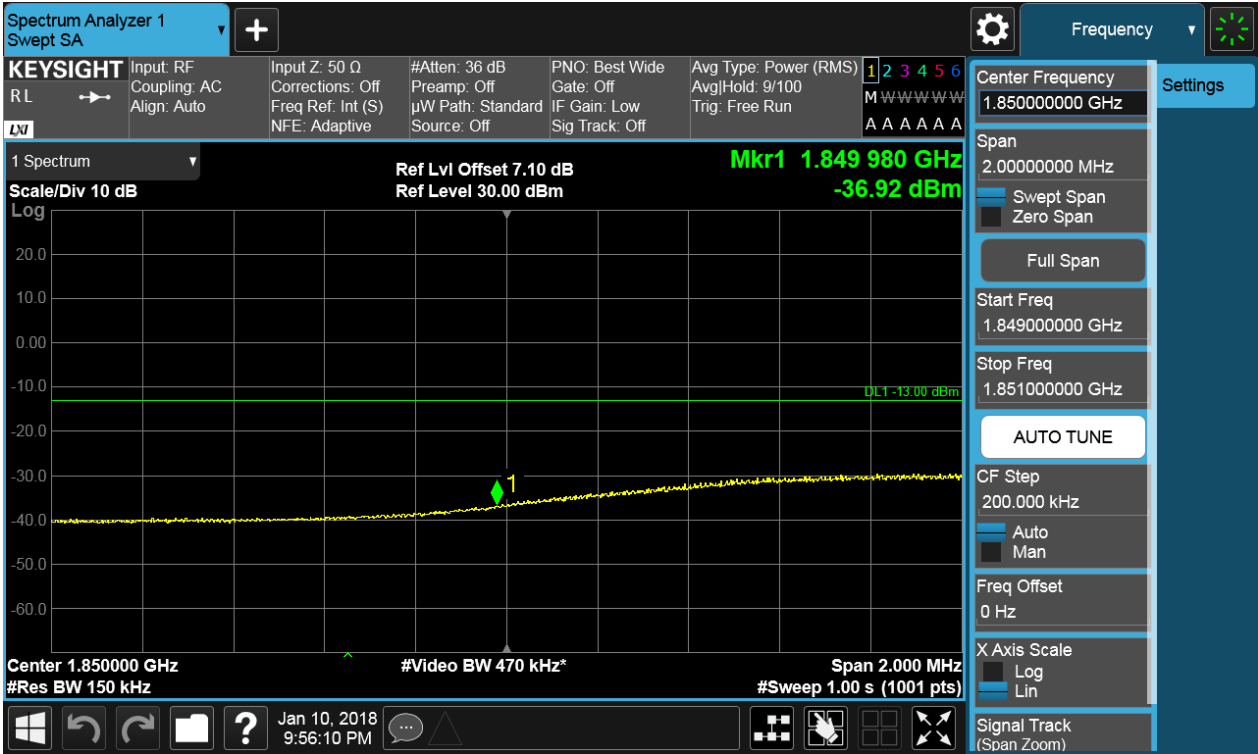 Spectrum Analyzer 1
Swept SA
Frequency
KEYSIGHT
R L
LXI
Input: RF
Coupling: AC
Align: Auto
Input Z: 50 Ω
Corrections: Off
Freq Ref: Int (S)
NFE: Adaptive
#Atten: 36 dB
Preamp: Off
µW Path: Standard
Source: Off
PNO: Best Wide
Gate: Off
IF Gain: Low
Sig Track: Off
Avg Type: Power (RMS)
Avg|Hold: 9/100
Trig: Free Run
1 2 3 4 5 6
M W W W W W
A A A A A A
1 Spectrum
Scale/Div 10 dB
Log
Ref Lvl Offset 7.10 dB
Ref Level 30.00 dBm
Mkr1 1.849 980 GHz
-36.92 dBm
20.0
10.0
0.00
-10.0
DL1 -13.00 dBm
-20.0
-30.0
1
-40.0
-50.0
-60.0
Center 1.850000 GHz
#Res BW 150 kHz
#Video BW 470 kHz*
Span 2.000 MHz
#Sweep 1.00 s (1001 pts)
Center Frequency
1.850000000 GHz
Span
2.00000000 MHz
Swept Span
Zero Span
Full Span
Start Freq
1.849000000 GHz
Stop Freq
1.851000000 GHz
AUTO TUNE
CF Step
200.000 kHz
Auto
Man
Freq Offset
0 Hz
X Axis Scale
Log
Lin
Signal Track
(Span Zoom)
Settings
?
Jan 10, 2018
9:56:10 PM